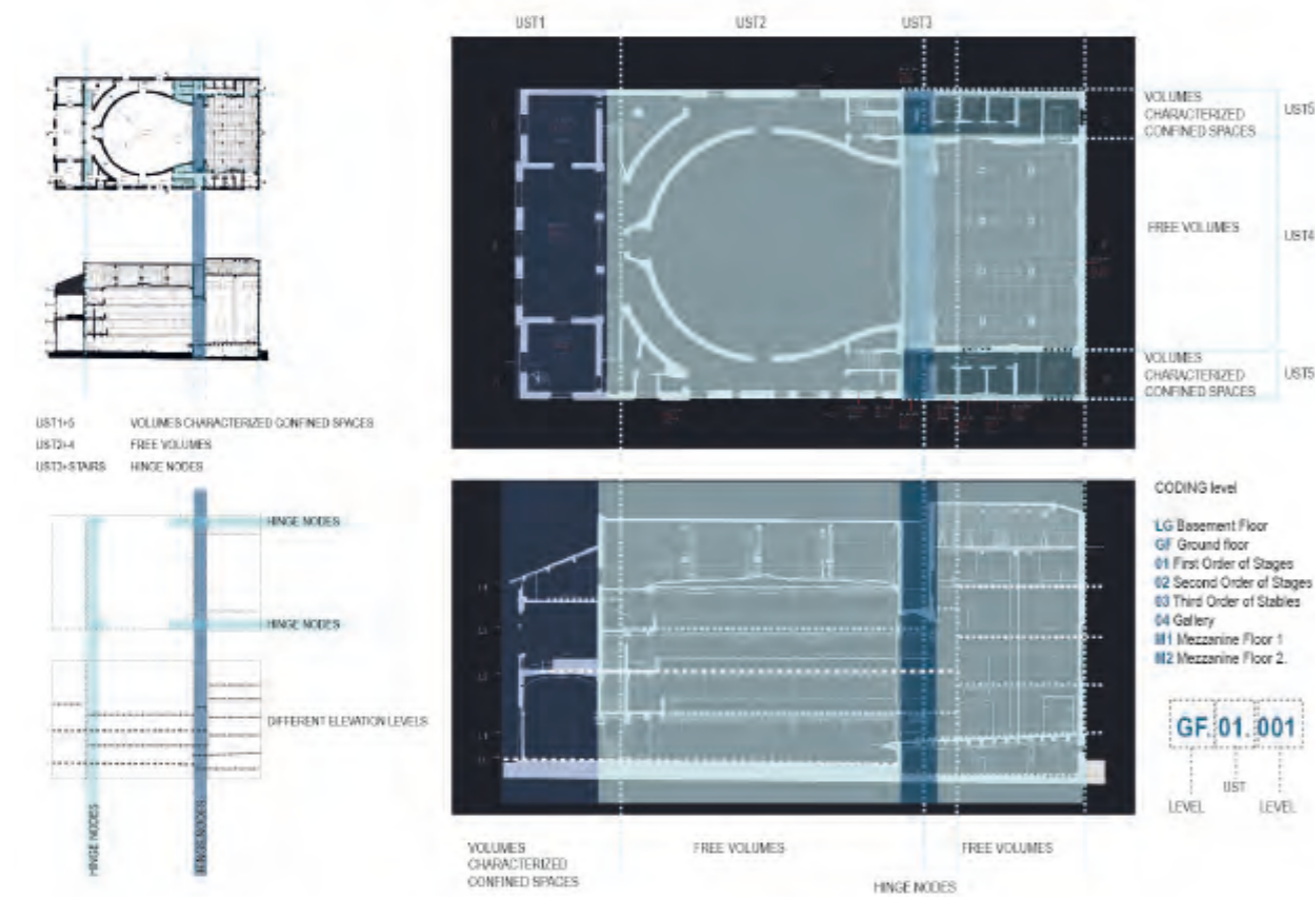 UST1
UST2
UST3
VOLUMES
CHARACTERIZED
CONFINED SPACES
UST5
FREE VOLUMES
UST4
VOLUMES
CHARACTERIZED
CONFINED SPACES
UST5
UST1+5 VOLUMES CHARACTERIZED CONFINED SPACES
UST2+4 FREE VOLUMES
UST3+STAIRS HINGE NODES
HINGE NODES
HINGE NODES
DIFFERENT ELEVATION LEVELS
HINGE NODES
HINGE NODES
CODING level
LG Basement Floor
GF Ground floor
01 First Order of Stages
02 Second Order of Stages
03 Third Order of Stables
04 Gallery
M1 Mezzanine Floor 1
M2 Mezzanine Floor 2.
GF. 01. 001
UST
LEVEL LEVEL
VOLUMES
CHARACTERIZED
CONFINED SPACES
FREE VOLUMES
FREE VOLUMES
HINGE NODES